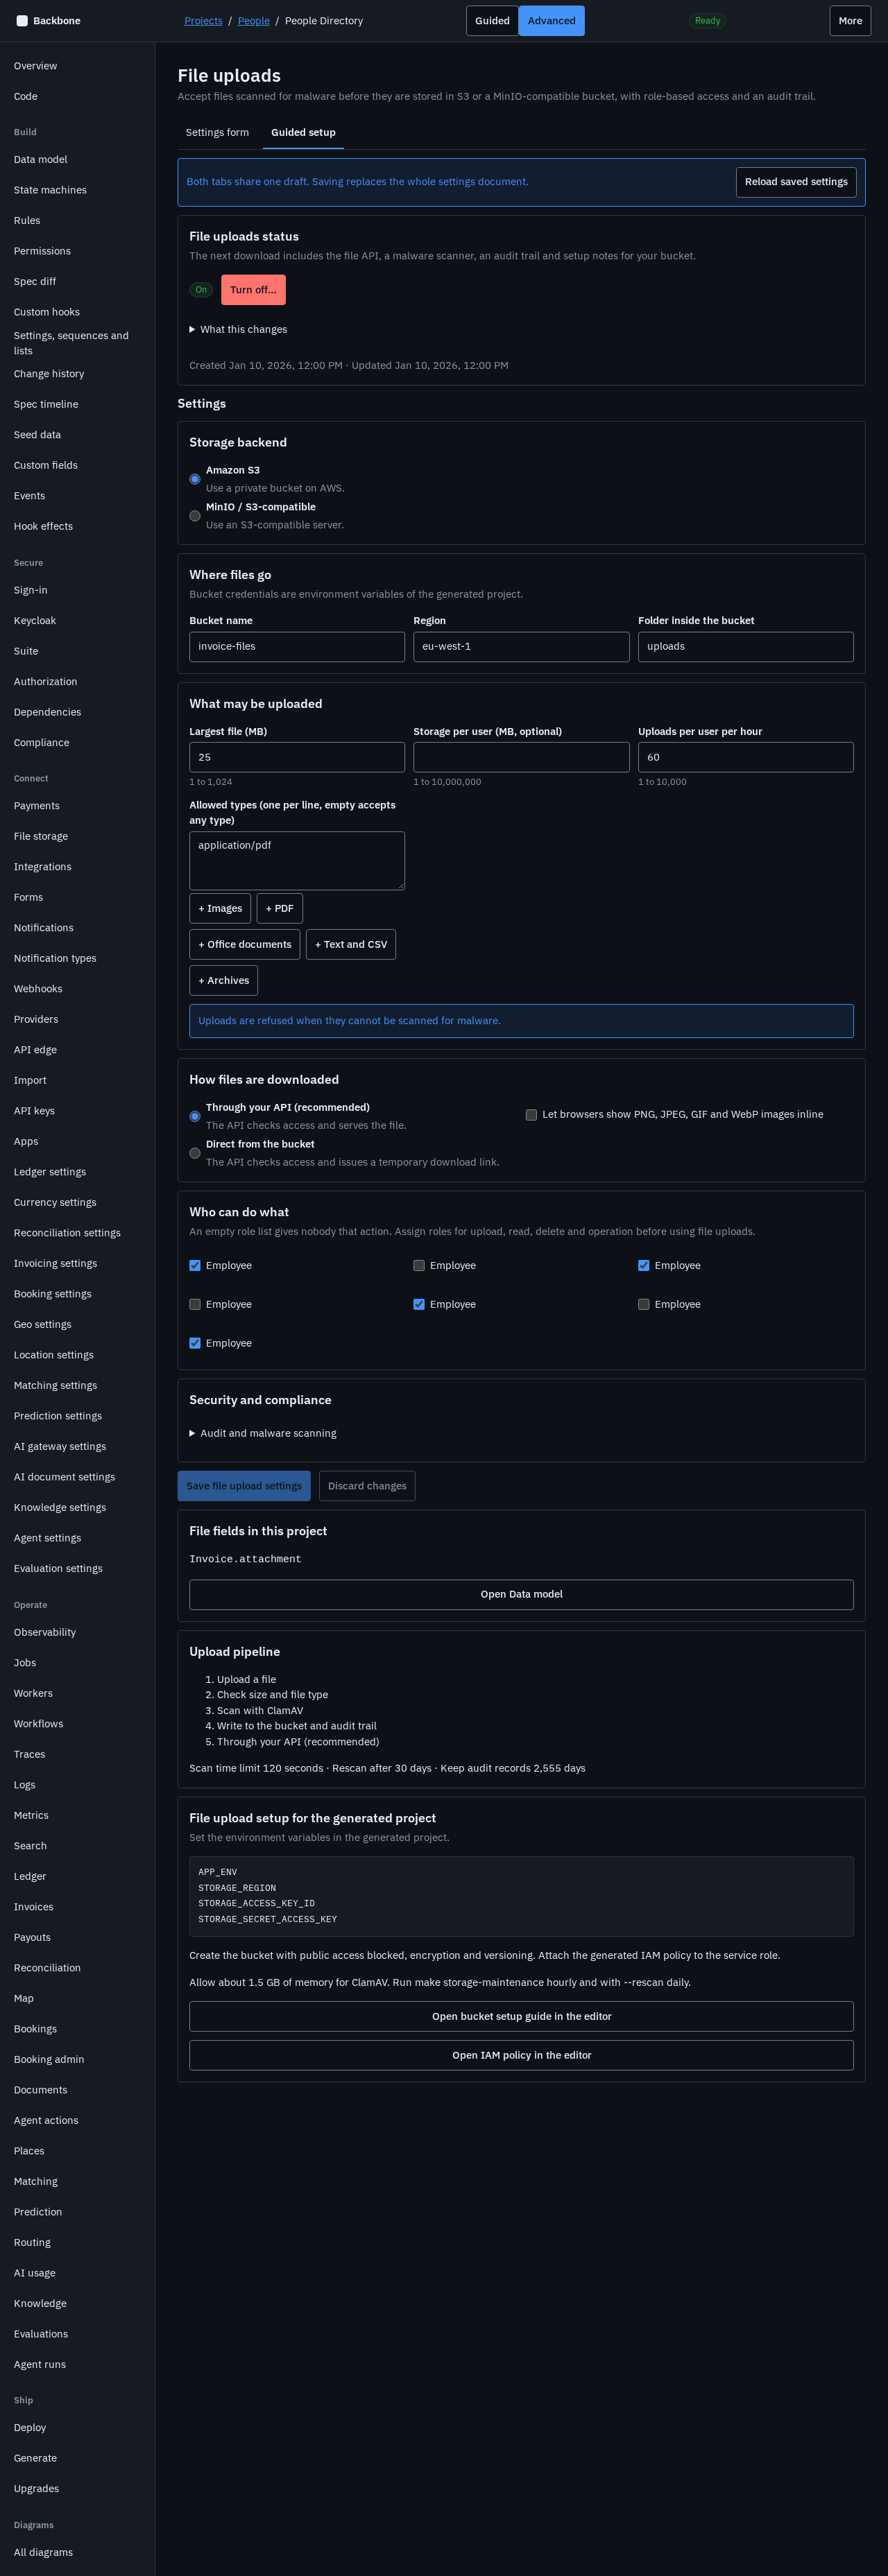 Backbone
Projects / People / People Directory
Guided
Advanced
Ready
More
Overview
Code
Build
Data model
State machines
Rules
Permissions
Spec diff
Custom hooks
Settings, sequences and
lists
Change history
Spec timeline
Seed data
Custom fields
Events
Hook effects
Secure
Sign-in
Keycloak
Suite
Authorization
Dependencies
Compliance
Connect
Payments
File storage
Integrations
Forms
Notifications
Notification types
Webhooks
Providers
API edge
Import
API keys
Apps
Ledger settings
Currency settings
Reconciliation settings
Invoicing settings
Booking settings
Geo settings
Location settings
Matching settings
Prediction settings
AI gateway settings
AI document settings
Knowledge settings
Agent settings
Evaluation settings
Operate
Observability
Jobs
Workers
Workflows
Traces
Logs
Metrics
Search
Ledger
Invoices
Payouts
Reconciliation
Map
Bookings
Booking admin
Documents
Agent actions
Places
Matching
Prediction
Routing
AI usage
Knowledge
Evaluations
Agent runs
Ship
Deploy
Generate
Upgrades
Diagrams
All diagrams
File uploads
Accept files scanned for malware before they are stored in S3 or a MinIO-compatible bucket, with role-based access and an audit trail.
Settings form
Guided setup
Both tabs share one draft. Saving replaces the whole settings document.
Reload saved settings
File uploads status
The next download includes the file API, a malware scanner, an audit trail and setup notes for your bucket.
On
Turn off...
What this changes
Created Jan 10, 2026, 12:00 PM · Updated Jan 10, 2026, 12:00 PM
Settings
Storage backend
Amazon S3
Use a private bucket on AWS.
MinIO / S3-compatible
Use an S3-compatible server.
Where files go
Bucket credentials are environment variables of the generated project.
Bucket name
Region
Folder inside the bucket
invoice-files
eu-west-1
uploads
What may be uploaded
Largest file (MB)
Storage per user (MB, optional)
Uploads per user per hour
25
60
1 to 1,024
1 to 10,000,000
1 to 10,000
Allowed types (one per line, empty accepts
any type)
application/pdf
+ Images
+ PDF
+ Office documents
+ Text and CSV
+ Archives
Uploads are refused when they cannot be scanned for malware.
How files are downloaded
Through your API (recommended)
The API checks access and serves the file.
Direct from the bucket
The API checks access and issues a temporary download link.
Let browsers show PNG, JPEG, GIF and WebP images inline
Who can do what
An empty role list gives nobody that action. Assign roles for upload, read, delete and operation before using file uploads.
Employee
Employee
Employee
Employee
Employee
Employee
Employee
Security and compliance
Audit and malware scanning
Save file upload settings
Discard changes
File fields in this project
Invoice.attachment
Open Data model
Upload pipeline
1. Upload a file
2. Check size and file type
3. Scan with ClamAV
4. Write to the bucket and audit trail
5. Through your API (recommended)
Scan time limit 120 seconds · Rescan after 30 days · Keep audit records 2,555 days
File upload setup for the generated project
Set the environment variables in the generated project.
APP_ENV
STORAGE_REGION
STORAGE_ACCESS_KEY_ID
STORAGE_SECRET_ACCESS_KEY
Create the bucket with public access blocked, encryption and versioning. Attach the generated IAM policy to the service role.
Allow about 1.5 GB of memory for ClamAV. Run make storage-maintenance hourly and with --rescan daily.
Open bucket setup guide in the editor
Open IAM policy in the editor